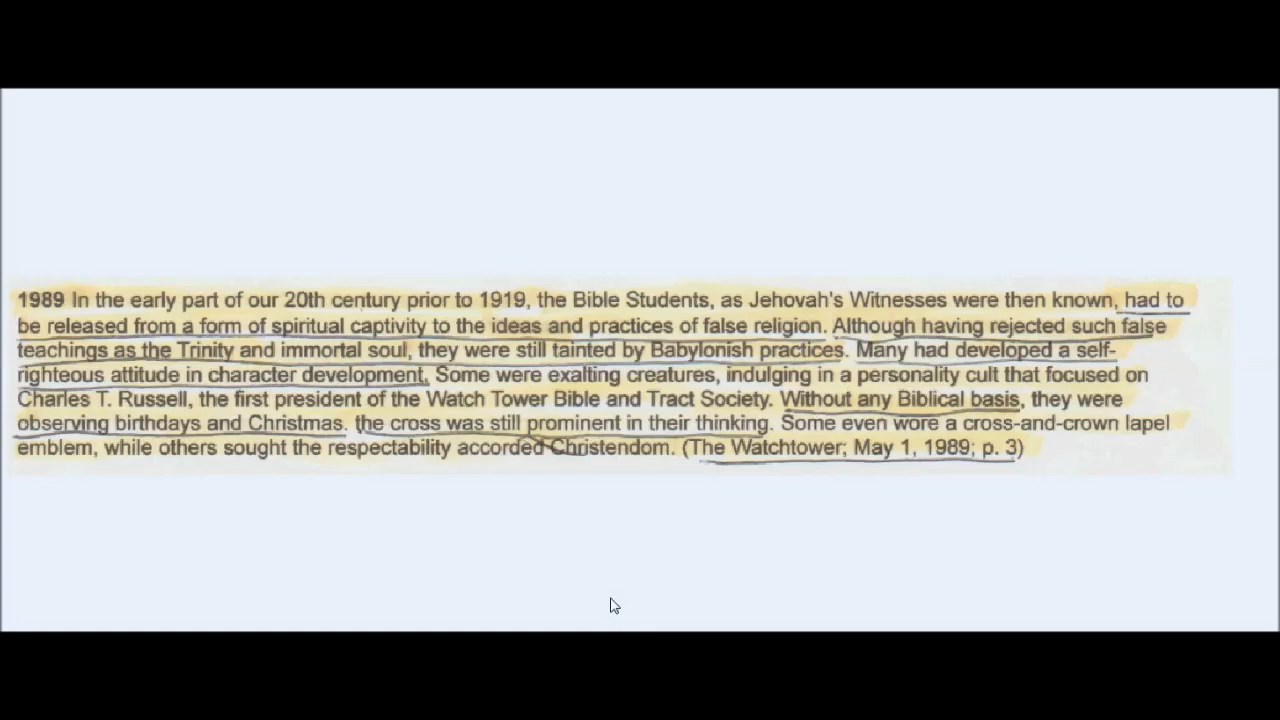 1989 In the early part of our 20th century prior to 1919, the Bible Students, as Jehovah's Witnesses were then known, had to
be released from a form of spiritual captivity to the ideas and practices of false religion. Although having rejected such false
teachings as the Trinity and immortal soul, they were still tainted by Babylonish practices. Many had developed a self-
righteous attitude in character development. Some were exalting creatures, indulging in a personality cult that focused on
Charles T. Russell, the first president of the Watch Tower Bible and Tract Society. Without any Biblical basis, they were
observing birthdays and Christmas. the cross was still prominent in their thinking. Some even wore a cross-and-crown lapel
emblem, while others sought the respectability accorded Christendom. (The Watchtower; May 1, 1989; p. 3)